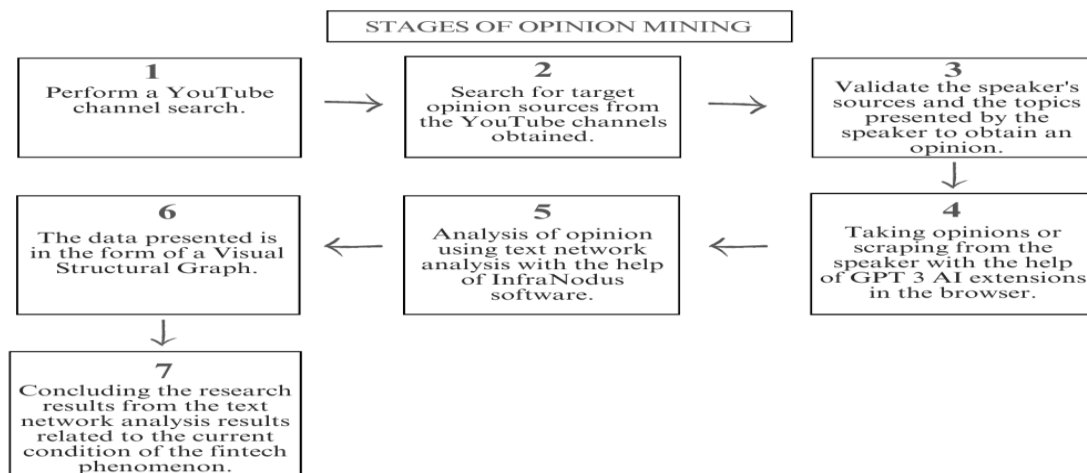 STAGES OF OPINION MINING
1
Perform a YouTube
channel search.
2
Search for target
opinion sources from
the YouTube channels
obtained.
3
Validate the speaker's
sources and the topics
presented by the
speaker to obtain an
opinion.
4
Taking opinions or
scraping from the
speaker with the help
of GPT 3 AI extensions
in the browser.
5
Analysis of opinion
using text network
analysis with the help
of InfraNodus
software.
6
The data presented is
in the form of a Visual
Structural Graph.
7
Concluding the research
results from the text
network analysis results
related to the current
condition of the fintech
phenomenon.